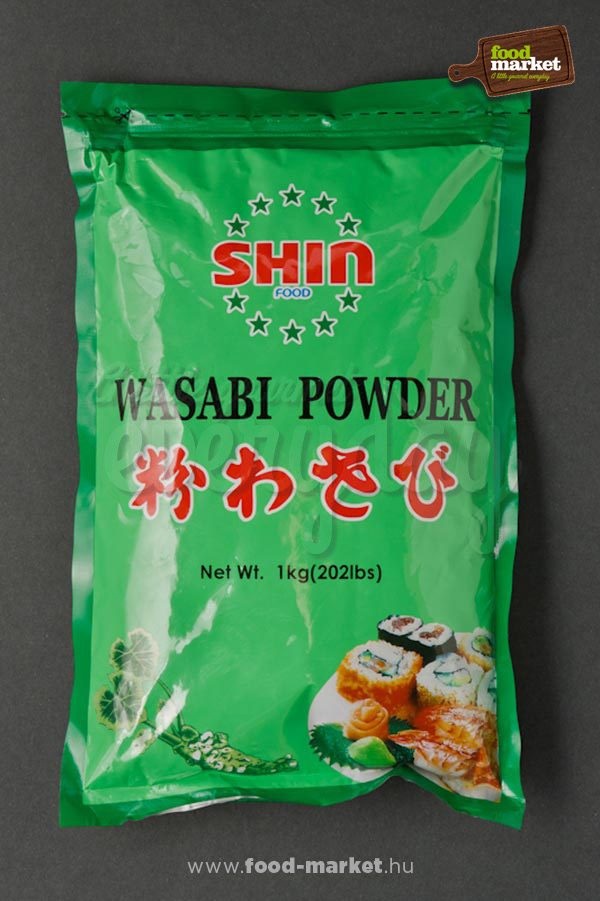 food
market
A little gourmet everyday
SHIN
FOOD
WASABI POWDER
粉わさび
Net Wt. 1kg(202lbs)
www.food-market.hu